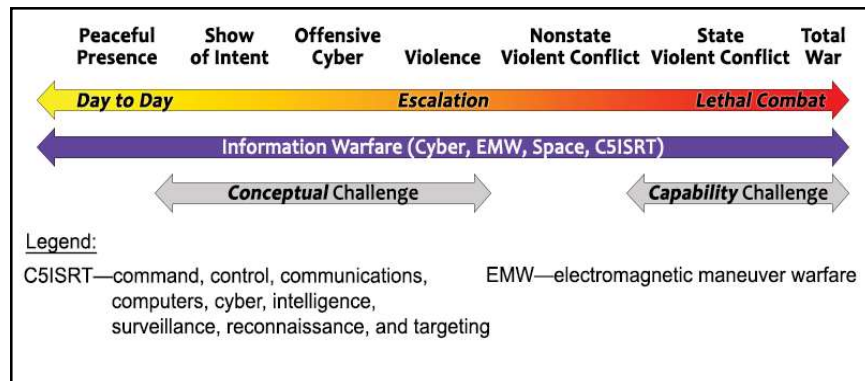 Peaceful Presence
Show of Intent
Offensive Cyber
Violence
Nonstate Violent Conflict
State Violent Conflict
Total War
Day to Day
Escalation
Lethal Combat
Information Warfare (Cyber, EMW, Space, C5ISRT)
Conceptual Challenge
Capability Challenge
Legend:
C5ISRT—command, control, communications,
computers, cyber, intelligence,
surveillance, reconnaissance, and targeting
EMW—electromagnetic maneuver warfare